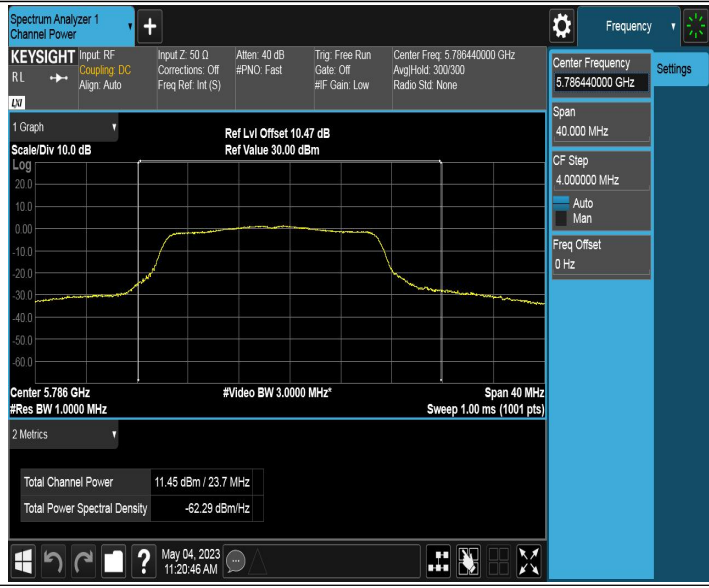 Spectrum Analyzer 1
Channel Power
Frequency
KEYSIGHT
RL
LXI
Input: RF
Coupling: DC
Align: Auto
Input Z: 50 Ω
Corrections: Off
Freq Ref: Int (S)
Atten: 40 dB
#PNO: Fast
Trig: Free Run
Gate: Off
#IF Gain: Low
Center Freq: 5.786440000 GHz
Avg|Hold: 300/300
Radio Std: None
Center Frequency
5.786440000 GHz
Settings
Span
40.000 MHz
CF Step
4.000000 MHz
Auto
Man
Freq Offset
0 Hz
1 Graph
Scale/Div 10.0 dB
Ref Lvl Offset 10.47 dB
Ref Value 30.00 dBm
Log
20.0
10.0
0.00
-10.0
-20.0
-30.0
-40.0
-50.0
-60.0
Center 5.786 GHz
#Res BW 1.0000 MHz
#Video BW 3.0000 MHz*
Span 40 MHz
Sweep 1.00 ms (1001 pts)
2 Metrics
Total Channel Power 11.45 dBm / 23.7 MHz
Total Power Spectral Density -62.29 dBm/Hz
?
May 04, 2023
11:20:46 AM